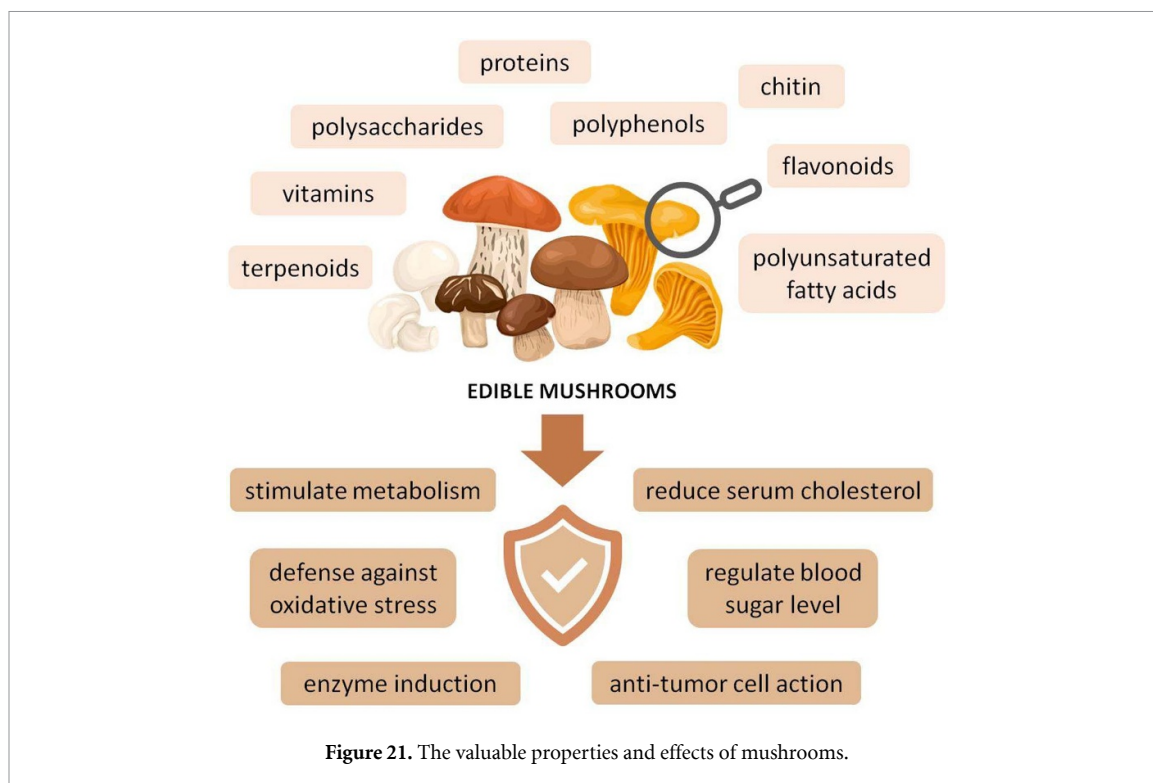 proteins
chitin
polysaccharides
polyphenols
flavonoids
vitamins
terpenoids
polyunsaturated
fatty acids
EDIBLE MUSHROOMS
stimulate metabolism
reduce serum cholesterol
defense against
oxidative stress
regulate blood
sugar level
enzyme induction
anti-tumor cell action
Figure 21. The valuable properties and effects of mushrooms.